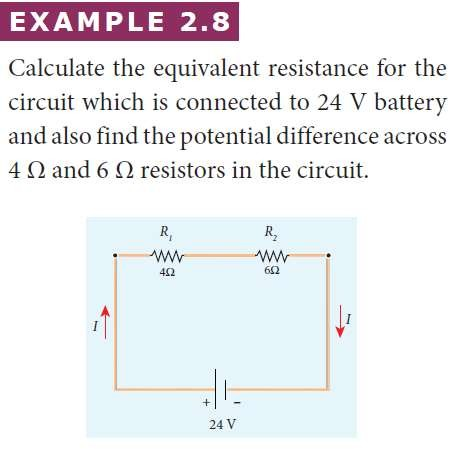 EXAMPLE 2.8
Calculate the equivalent resistance for the
circuit which is connected to 24 V battery
and also find the potential difference across
4 Ω and 6 Ω resistors in the circuit.
R₁ R₂
4Ω 6Ω
I I
+ -
24 V